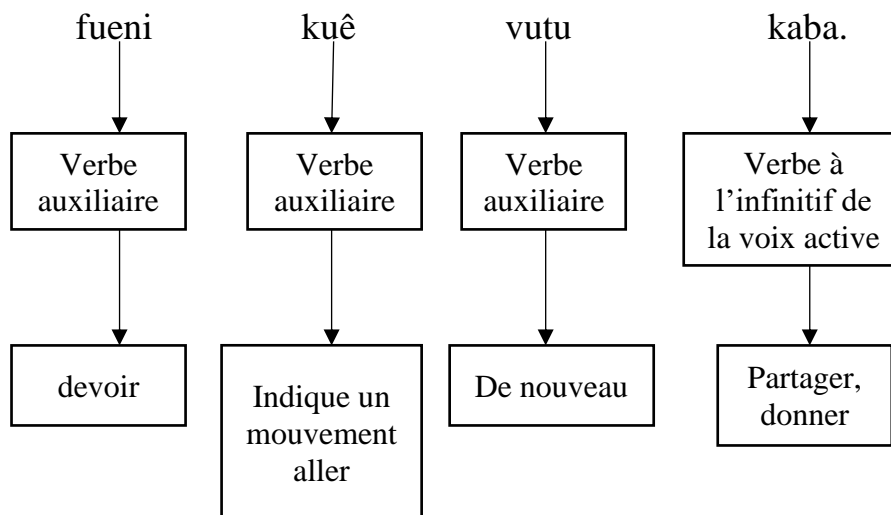 fueni kuê vutu kaba.
Verbe
auxiliaire
Verbe
auxiliaire
Verbe
auxiliaire
Verbe à
l’infinitif de
la voix active
devoir
Indique un
mouvement
aller
De nouveau
Partager,
donner